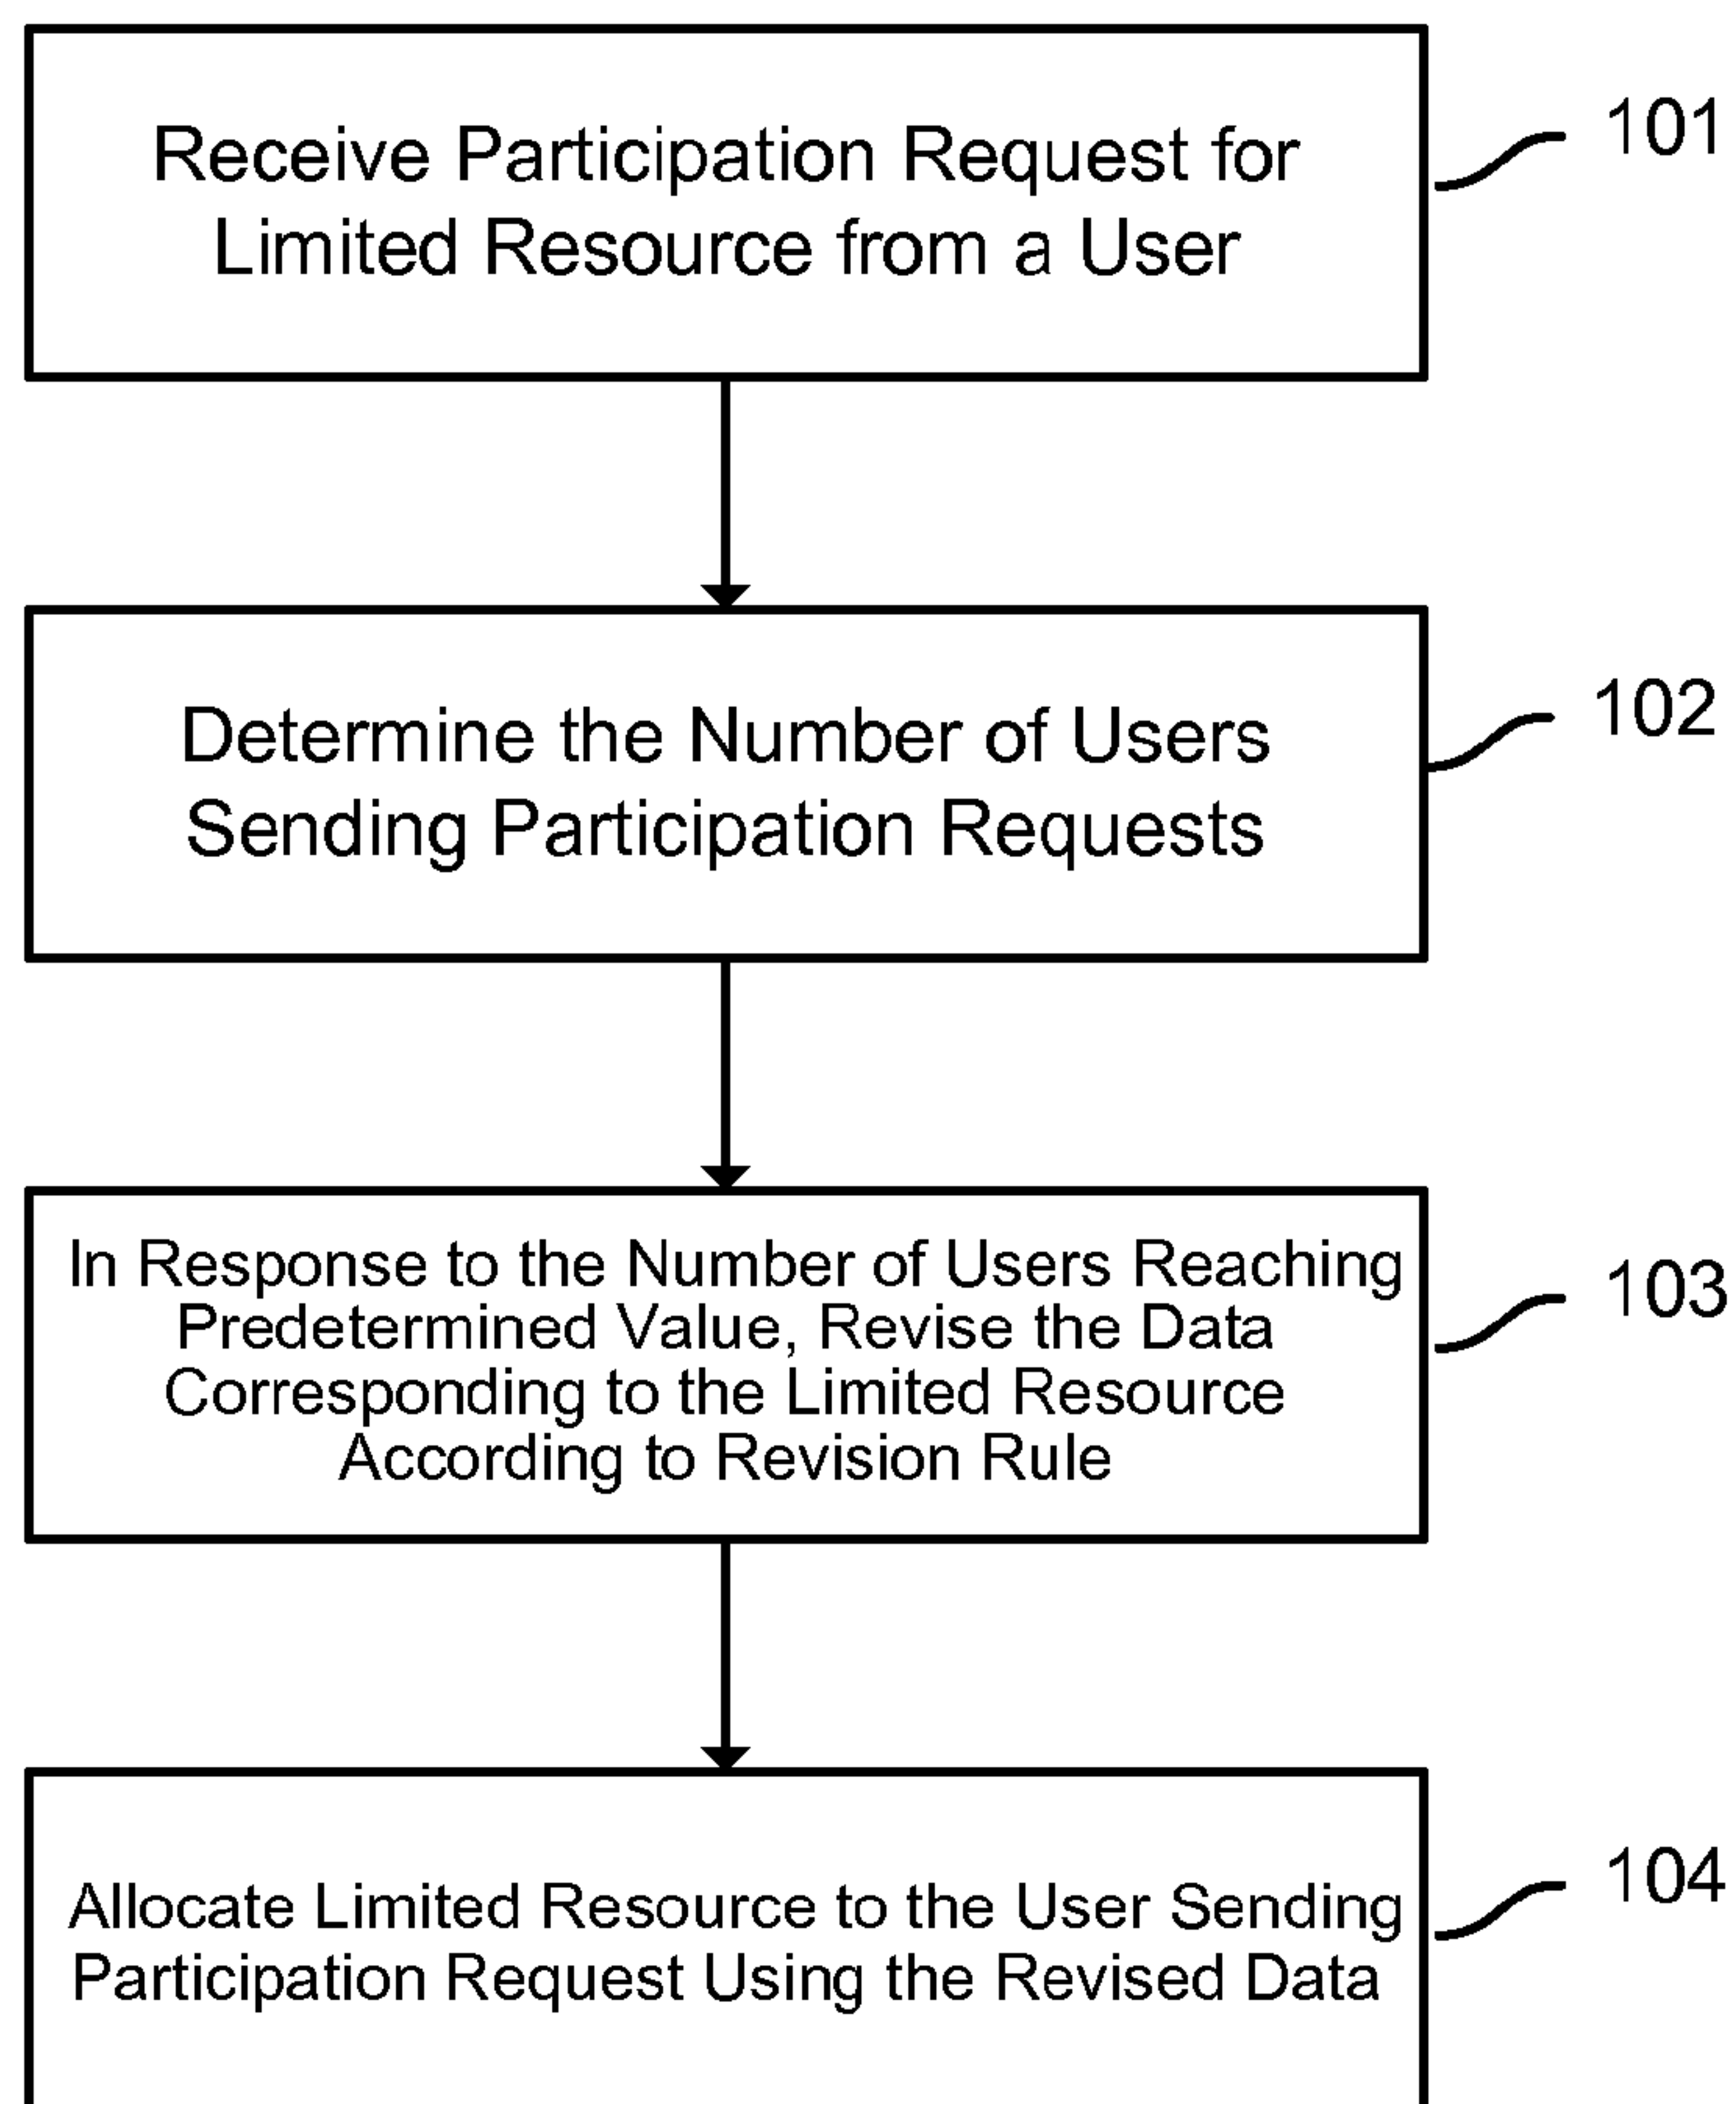 Receive Participation Request for
Limited Resource from a User
101
Determine the Number of Users
Sending Participation Requests
102
In Response to the Number of Users Reaching
Predetermined Value, Revise the Data
Corresponding to the Limited Resource
According to Revision Rule
103
Allocate Limited Resource to the User Sending
Participation Request Using the Revised Data
104